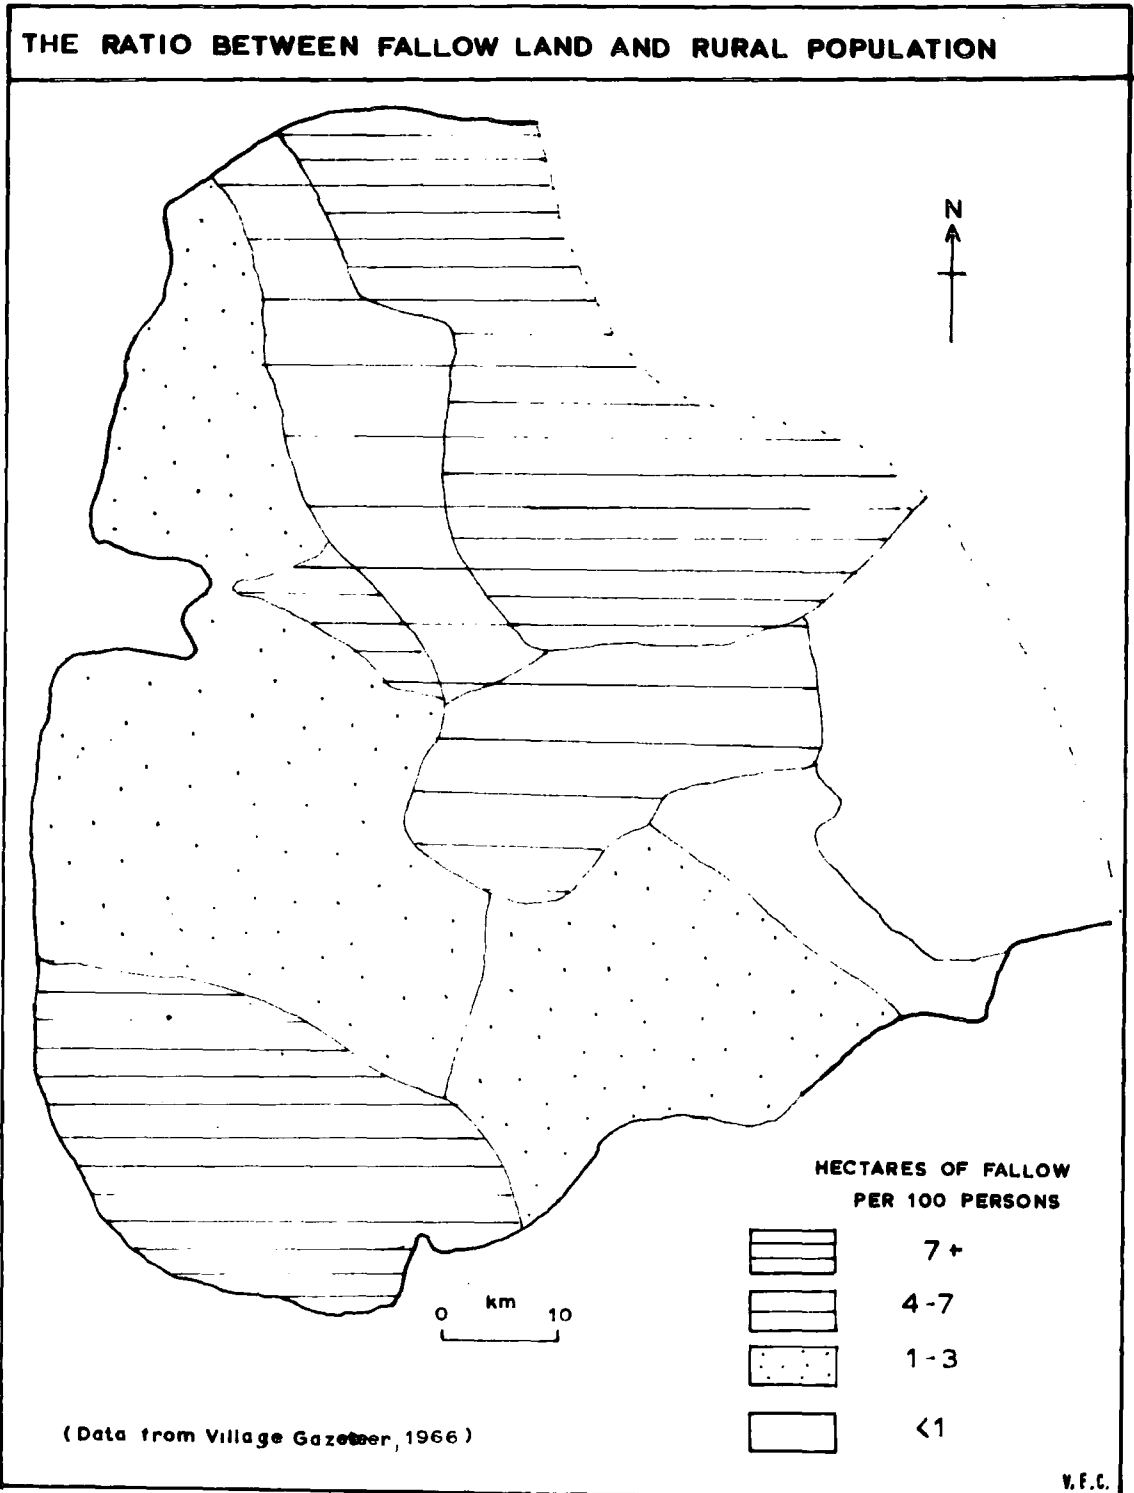 THE RATIO BETWEEN FALLOW LAND AND RURAL POPULATION
N
HECTARES OF FALLOW
PER 100 PERSONS
7+
4-7
1-3
<1
km
0 10
(Data from Village Gazeteer, 1966)
V.F.C.